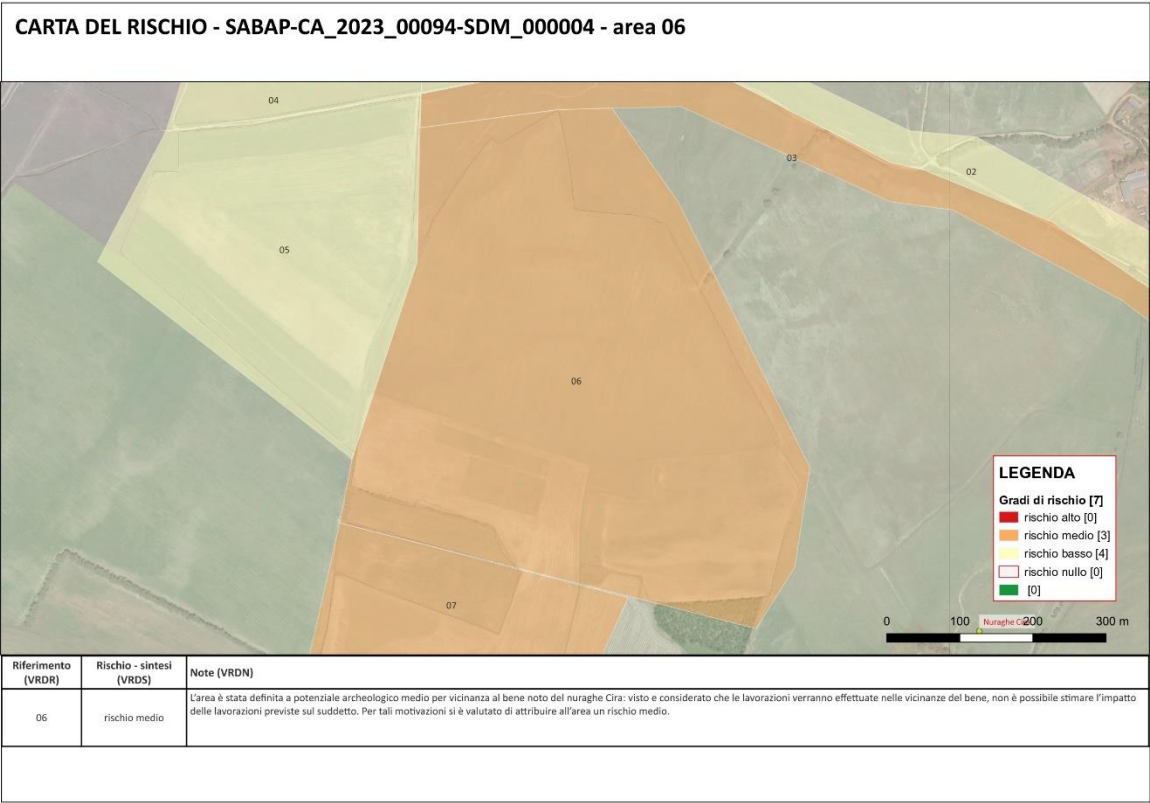 CARTA DEL RISCHIO - SABAP-CA_2023_00094-SDM_000004 - area 06
04
03
02
05
06
07
LEGENDA
Gradi di rischio [7]
rischio alto [0]
rischio medio [3]
rischio basso [4]
rischio nullo [0]
[0]
0 100 200 300 m
Nuraghe
Riferimento (VRDR)
Rischio - sintesi (VRDS)
Note (VRDN)
06
rischio medio
L'area è stata definita a potenziale archeologico medio per vicinanza al bene noto del nuraghe Cira: visto e considerato che le lavorazioni verranno effettuate nelle vicinanze del bene, non è possibile stimare l'impatto
delle lavorazioni previste sul suddetto. Per tali motivazioni si è valutato di attribuire all'area un rischio medio.